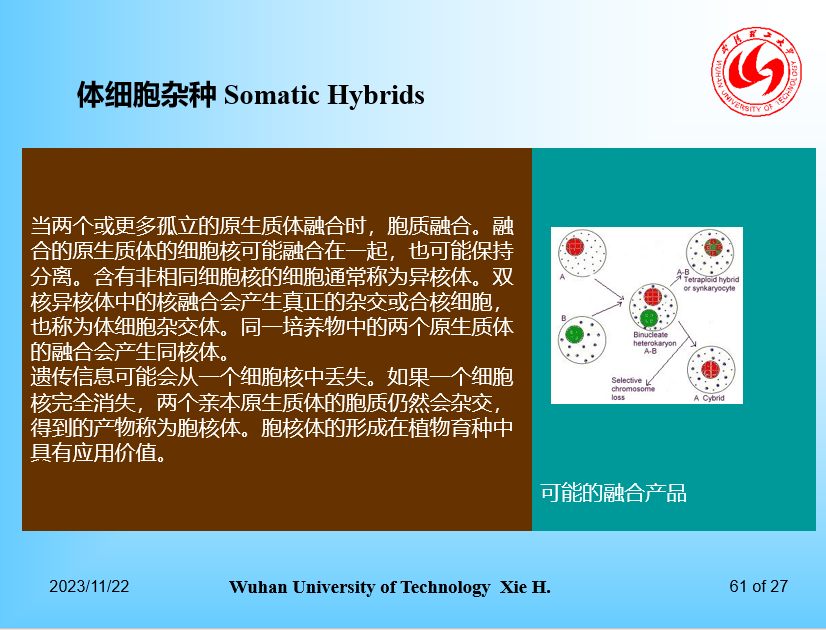 体细胞杂种 Somatic Hybrids
武汉理工大学
WUHAN UNIVERSITY OF TECHNOLOGY
当两个或更多孤立的原生质体融合时，胞质融合。融
合的原生质体的细胞核可能融合在一起，也可能保持
分离。含有非相同细胞核的细胞通常称为异核体。双
核异核体中的核融合会产生真正的杂交或合核细胞，
也称为体细胞杂交体。同一培养物中的两个原生质体
的融合会产生同核体。
遗传信息可能会从一个细胞核中丢失。如果一个细胞
核完全消失，两个亲本原生质体的胞质仍然会杂交，
得到的产物称为胞核体。胞核体的形成在植物育种中
具有应用价值。
A
A-B
Tetraploid hybrid
or synkaryocyte
B
Binucleate
heterokaryon
A-B
Selective
chromosome
loss
A Cybrid
可能的融合产品
2023/11/22
Wuhan University of Technology Xie H.
61 of 27